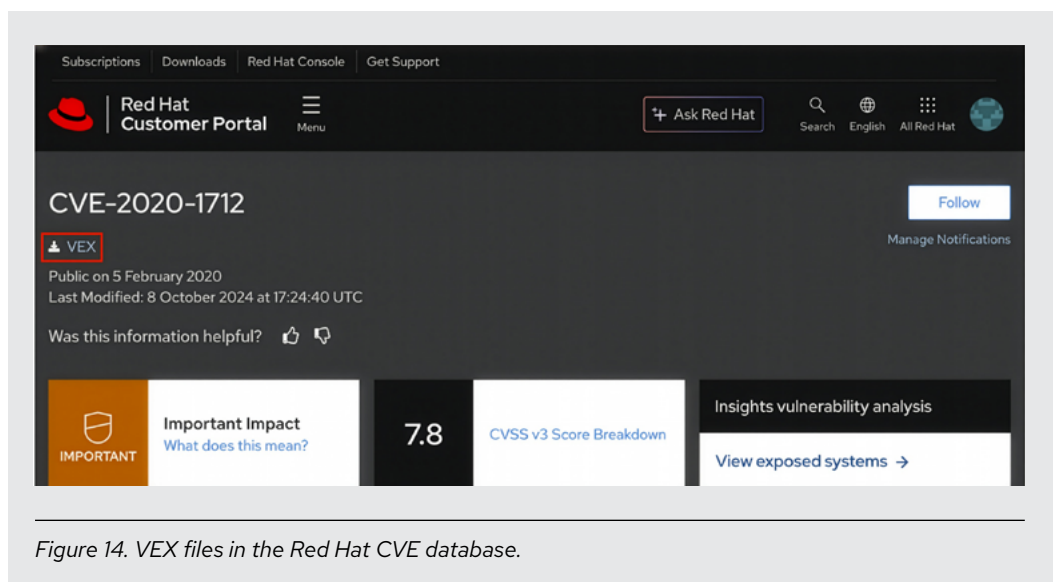 Subscriptions Downloads Red Hat Console Get Support
Red Hat
Customer Portal
Menu
Ask Red Hat
Search English All Red Hat
CVE-2020-1712
Follow
VEX
Manage Notifications
Public on 5 February 2020
Last Modified: 8 October 2024 at 17:24:40 UTC
Was this information helpful?
IMPORTANT
Important Impact
What does this mean?
7.8
CVSS v3 Score Breakdown
Insights vulnerability analysis
View exposed systems →
Figure 14. VEX files in the Red Hat CVE database.